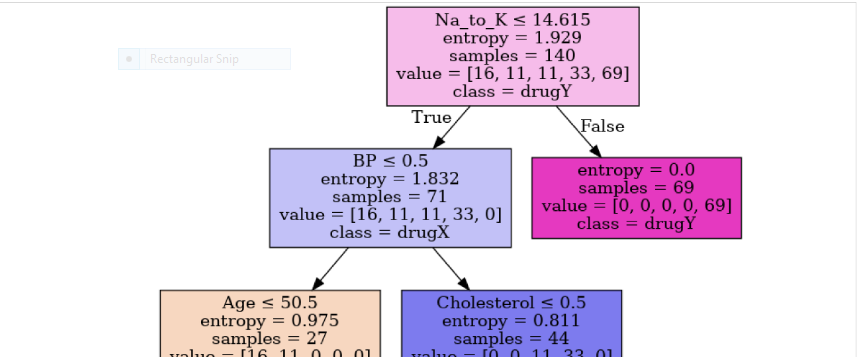 Na_to_K ≤ 14.615
entropy = 1.929
samples = 140
value = [16, 11, 11, 33, 69]
class = drugY
Rectangular Snip
True
False
BP ≤ 0.5
entropy = 1.832
samples = 71
value = [16, 11, 11, 33, 0]
class = drugX
entropy = 0.0
samples = 69
value = [0, 0, 0, 0, 69]
class = drugY
Age ≤ 50.5
entropy = 0.975
samples = 27
value = [16, 11, 0, 0, 0]
Cholesterol ≤ 0.5
entropy = 0.811
samples = 44
value = [0, 0, 11, 33, 0]